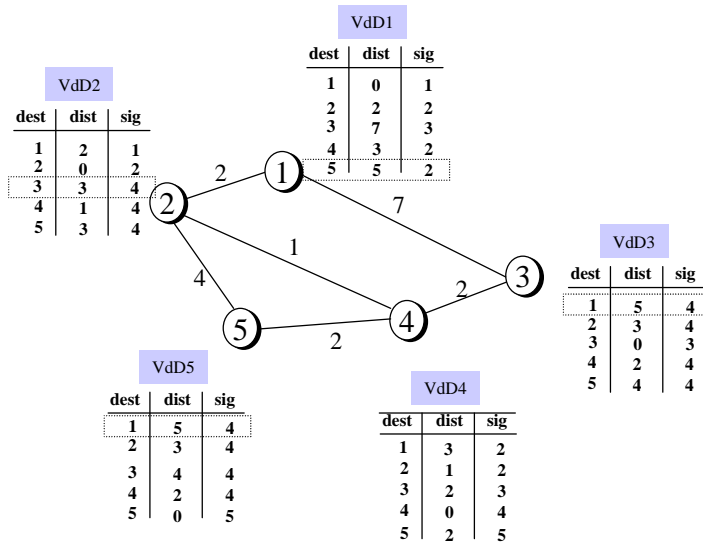 VdD1
dest dist sig
1 0 1
2 2 2
3 7 3
4 3 2
5 5 2
VdD2
dest dist sig
1 2 1
2 0 2
3 3 4
4 1 4
5 3 4
2
1
2
7
1
4
3
2
4
5
2
VdD3
dest dist sig
1 5 4
2 3 4
3 0 3
4 2 4
5 4 4
VdD5
dest dist sig
1 5 4
2 3 4
3 4 4
4 2 4
5 0 5
VdD4
dest dist sig
1 3 2
2 1 2
3 2 3
4 0 4
5 2 5